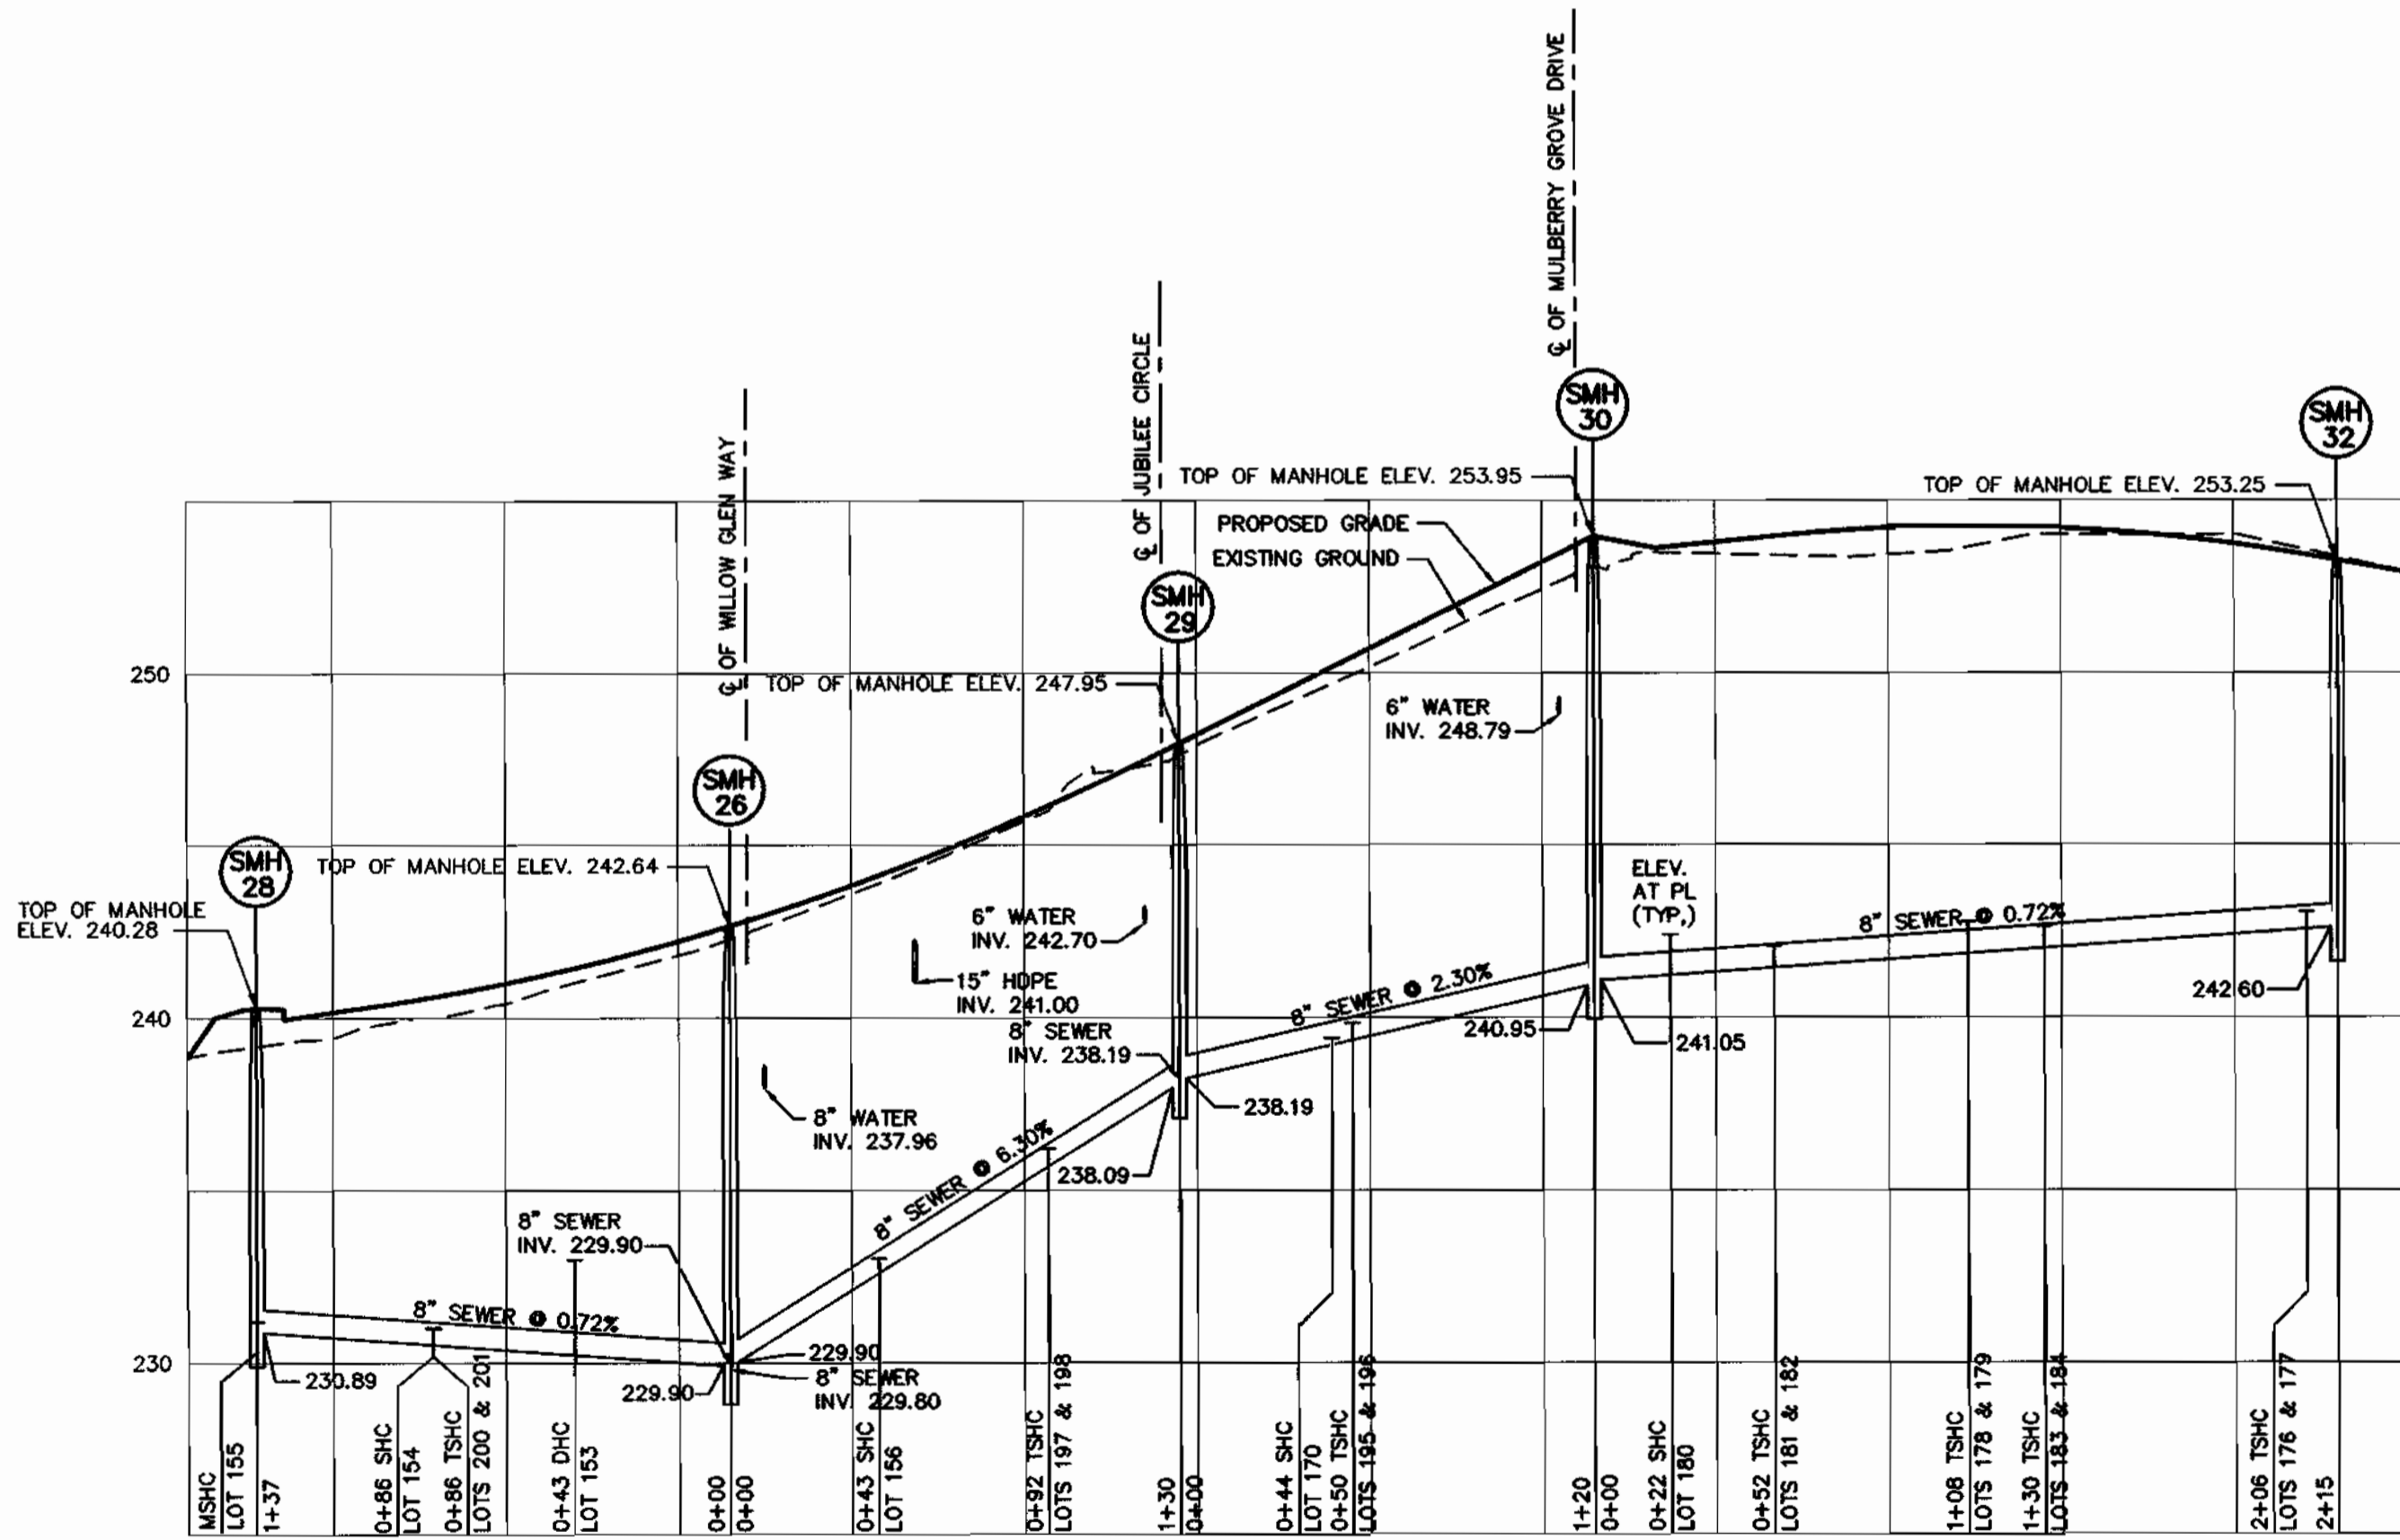 ℄ OF MULBERRY GROVE DRIVE
℄ OF JUBILEE CIRCLE
℄ OF WILLOW GLEN WAY
SMH
30
SMH
32
TOP OF MANHOLE ELEV. 253.95
TOP OF MANHOLE ELEV. 253.25
PROPOSED GRADE
EXISTING GROUND
SMH
29
250
TOP OF MANHOLE ELEV. 247.95
6" WATER
INV. 248.79
SMH
26
SMH
28
TOP OF MANHOLE ELEV. 242.64
TOP OF MANHOLE
ELEV. 240.28
ELEV.
AT PL
(TYP.)
8" SEWER @ 0.72%
6" WATER
INV. 242.70
15" HDPE
INV. 241.00
8" SEWER @ 2.30%
242.60
240
8" SEWER
INV. 238.19
240.95
241.05
238.19
8" WATER
INV. 237.96
8" SEWER @ 6.30%
238.09
8" SEWER
INV. 229.90
8" SEWER @ 0.72%
230
229.90
230.89
229.90
8" SEWER
INV. 229.80
MSHC
LOT 155
1+37
0+86 SHC
LOT 154
0+86 TSHC
LOTS 200 & 201
0+43 DHC
LOT 153
0+00
0+00
0+43 SHC
LOT 156
0+92 TSHC
LOTS 197 & 198
1+30
0+00
0+44 SHC
LOT 170
0+50 TSHC
LOTS 195 & 196
1+20
0+00
0+22 SHC
LOT 180
0+52 TSHC
LOTS 181 & 182
1+08 TSHC
LOTS 178 & 179
1+30 TSHC
LOTS 183 & 184
2+06 TSHC
LOTS 176 & 177
2+15